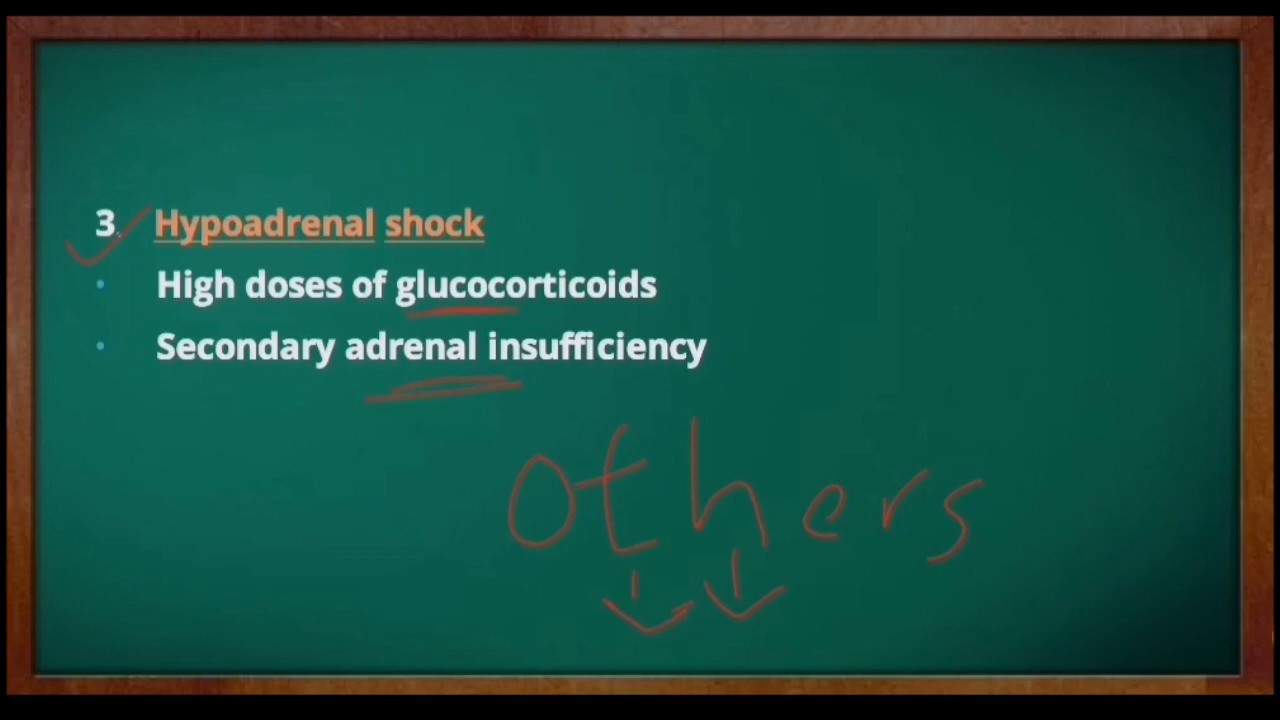 3. Hypoadrenal shock
• High doses of glucocorticoids
• Secondary adrenal insufficiency
others